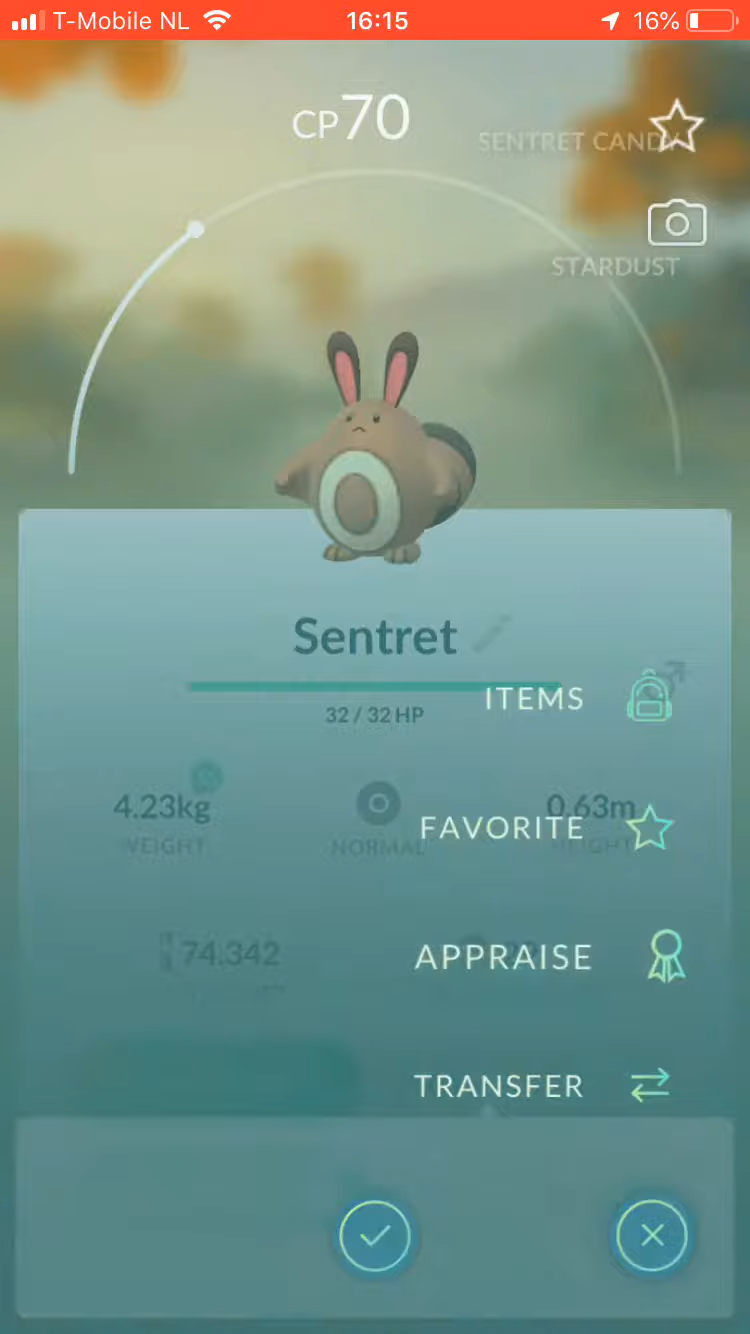 T-Mobile NL 16:15 16%
CP70
SENTRET CANDY
STARDUST
Sentret
ITEMS
32 / 32 HP
4.23kg 0.63m
FAVORITE
WEIGHT NORMAL HEIGHT
74.342
APPRAISE
TRANSFER